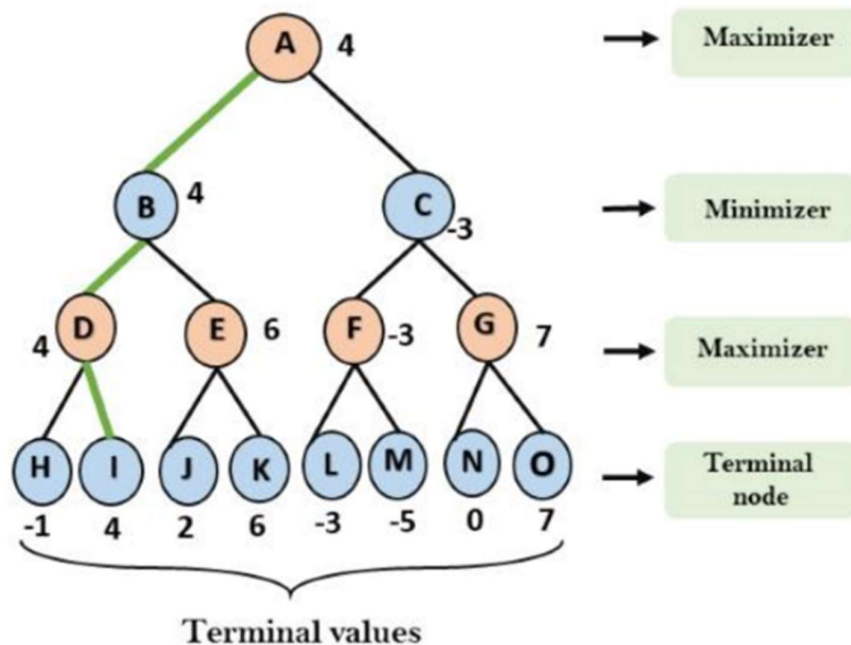 A 4 Maximizer
B 4 C -3 Minimizer
D 4 E 6 F -3 G 7 Maximizer
H I J K L M N O Terminal node
-1 4 2 6 -3 -5 0 7
Terminal values